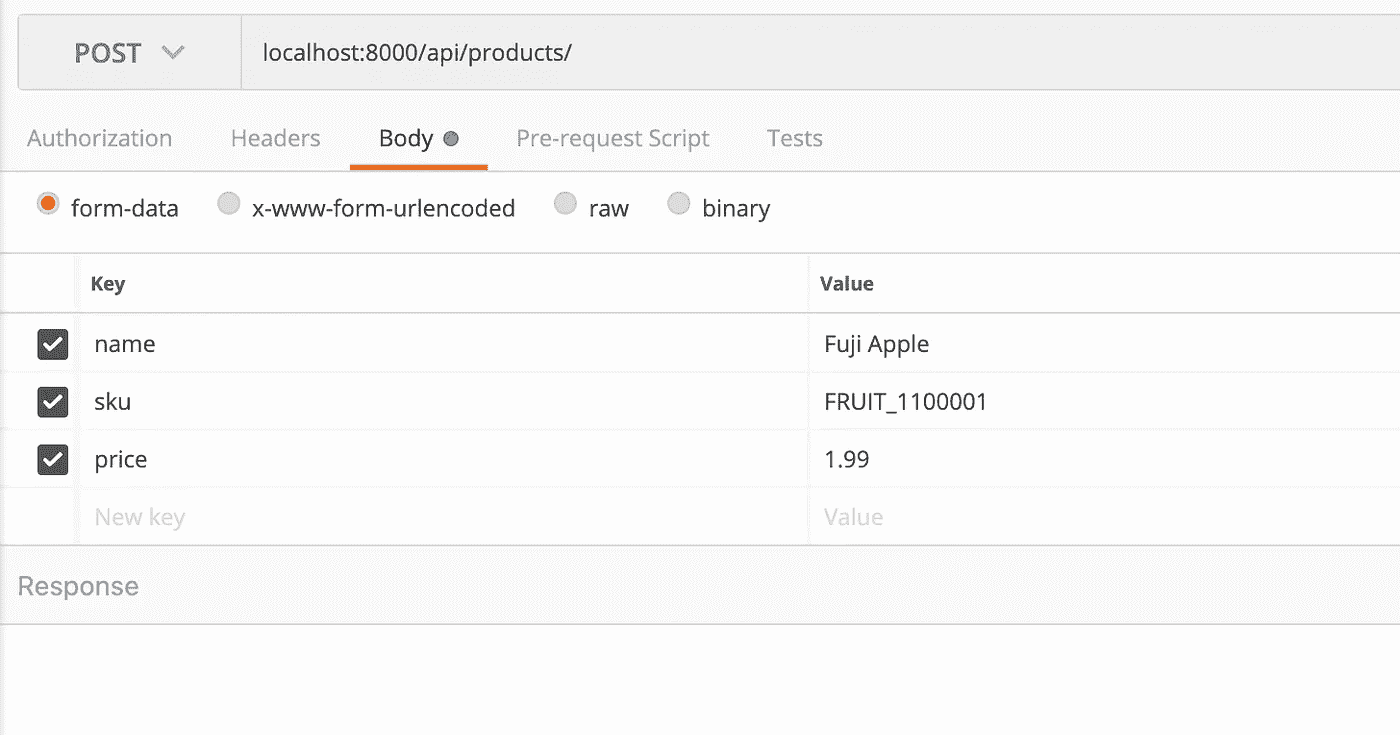 POST localhost:8000/api/products/
Authorization Headers Body Pre-request Script Tests
form-data x-www-form-urlencoded raw binary
Key Value
name Fuji Apple
sku FRUIT_1100001
price 1.99
New key Value
Response